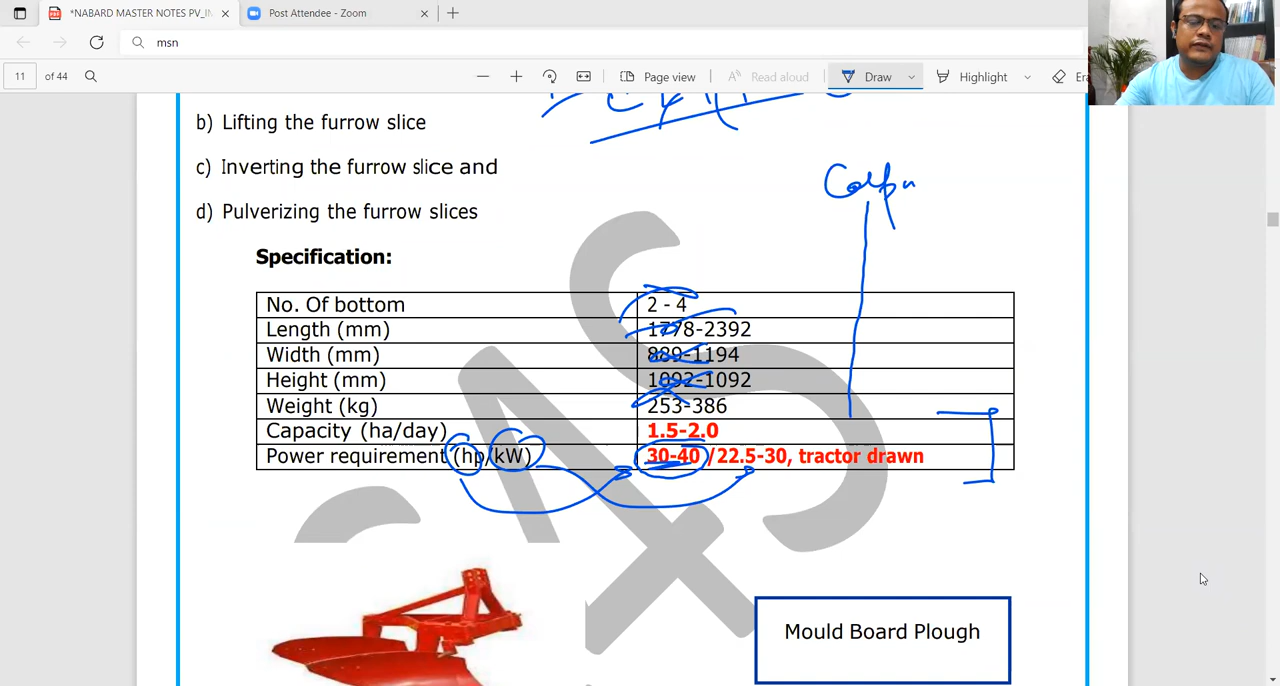 *NABARD MASTER NOTES PV_IN
Post Attendee - Zoom
msn
11 of 44
Page view
Read aloud
Draw
Highlight
Era
b) Lifting the furrow slice
c) Inverting the furrow slice and
d) Pulverizing the furrow slices
Specification:
No. Of bottom 2 - 4
Length (mm) 1778-2392
Width (mm) 889-1194
Height (mm) 1092-1092
Weight (kg) 253-386
Capacity (ha/day) 1.5-2.0
Power requirement (hp/kW) 30-40 /22.5-30, tractor drawn
Mould Board Plough